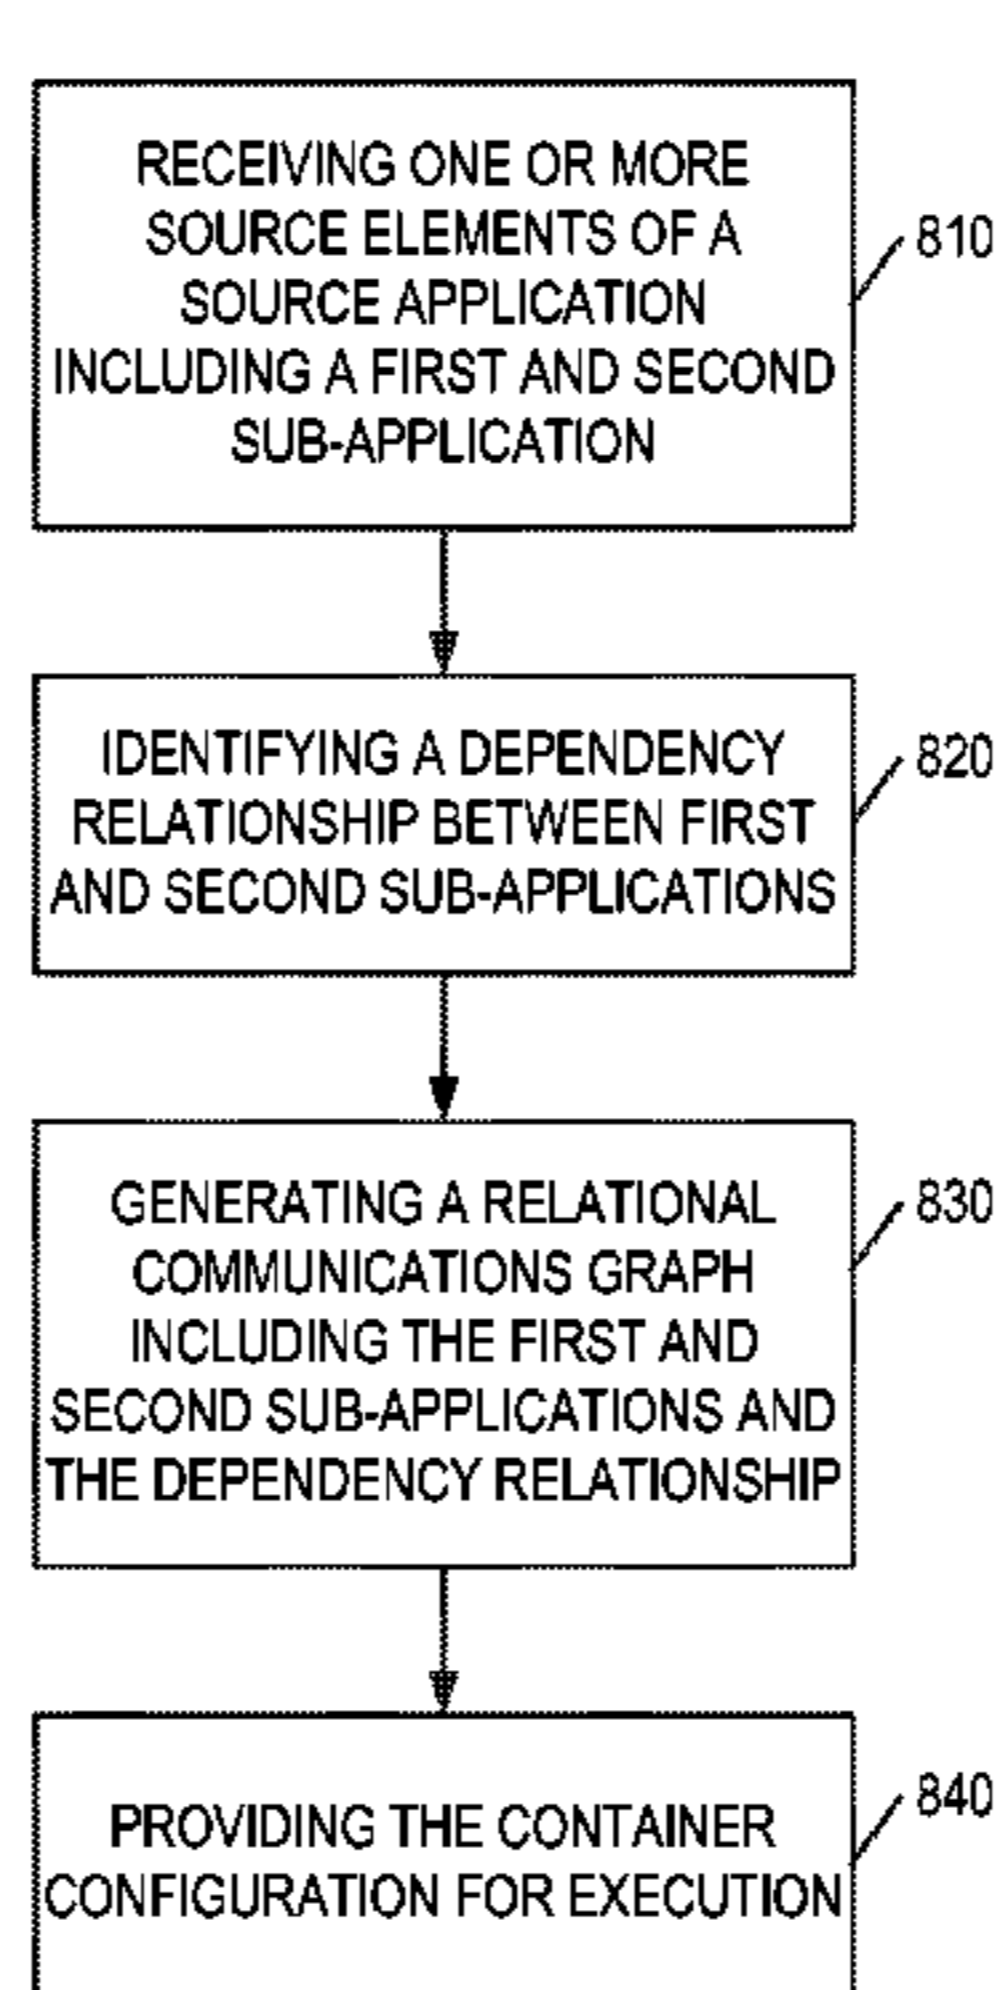 RECEIVING ONE OR MORE
SOURCE ELEMENTS OF A
SOURCE APPLICATION
INCLUDING A FIRST AND SECOND
SUB-APPLICATION
810
IDENTIFYING A DEPENDENCY
RELATIONSHIP BETWEEN FIRST
AND SECOND SUB-APPLICATIONS
820
GENERATING A RELATIONAL
COMMUNICATIONS GRAPH
INCLUDING THE FIRST AND
SECOND SUB-APPLICATIONS AND
THE DEPENDENCY RELATIONSHIP
830
PROVIDING THE CONTAINER
CONFIGURATION FOR EXECUTION
840